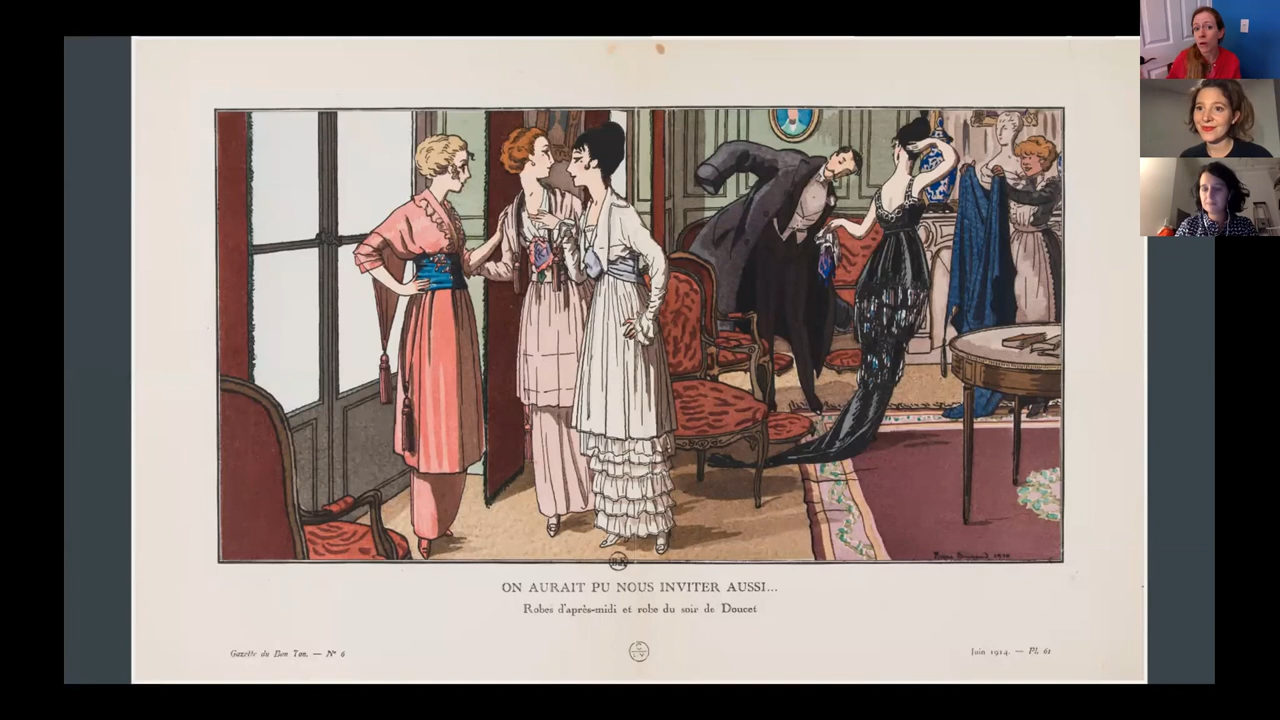 ON AURAIT PU NOUS INVITER AUSSI...
Robes d'après-midi et robe du soir de Doucet
Gazette du Bon Ton. — Nº 6
Juin 1914. — Pl. 61